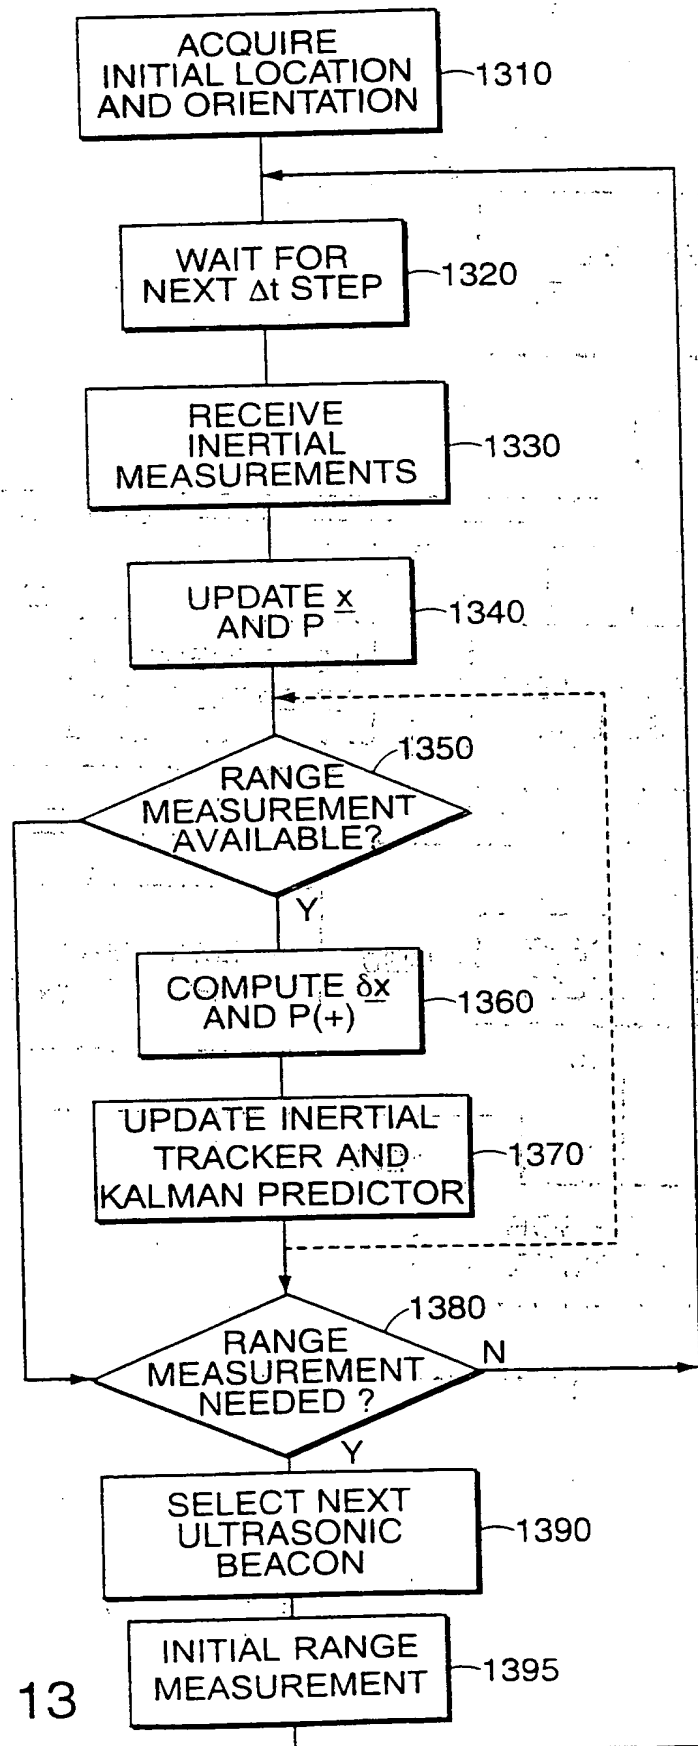 ACQUIRE
INITIAL LOCATION
AND ORIENTATION
1310
WAIT FOR
NEXT Δt STEP
1320
RECEIVE
INERTIAL
MEASUREMENTS
1330
UPDATE x
AND P
1340
1350
RANGE
MEASUREMENT
AVAILABLE?
Y
COMPUTE δx
AND P(+)
1360
UPDATE INERTIAL
TRACKER AND
KALMAN PREDICTOR
1370
1380
RANGE
MEASUREMENT
NEEDED ?
N
Y
SELECT NEXT
ULTRASONIC
BEACON
1390
INITIAL RANGE
MEASUREMENT
1395
13